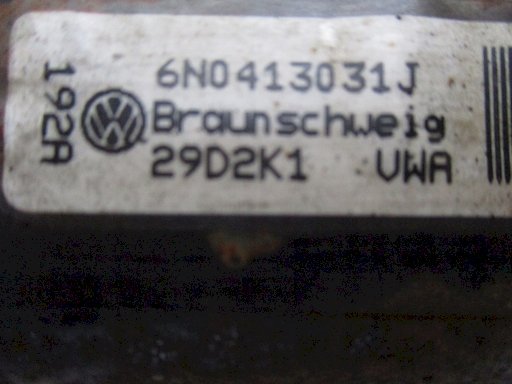 6N0413031J
192A
Braunschweig
29D2K1 VWA